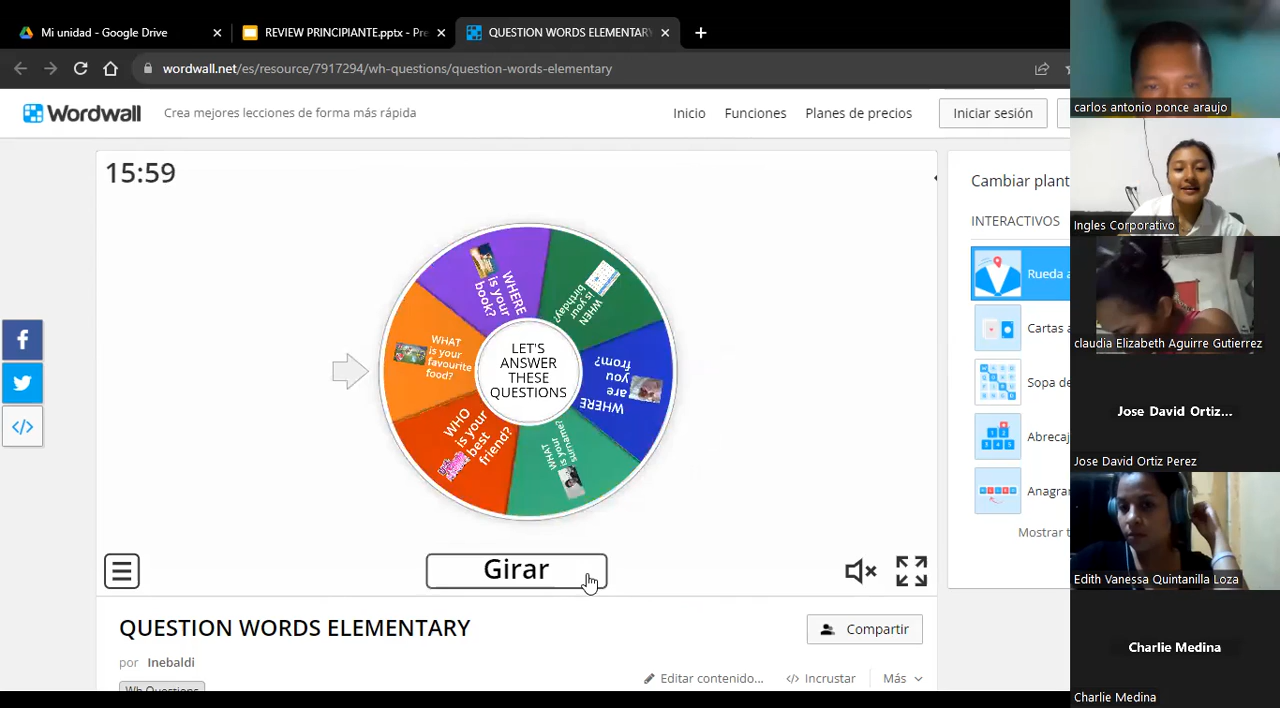 Mi unidad - Google Drive
REVIEW PRINCIPIANTE.pptx - Pre
QUESTION WORDS ELEMENTARY
wordwall.net/es/resource/7917294/wh-questions/question-words-elementary
Wordwall
Crea mejores lecciones de forma más rápida
Inicio
Funciones
Planes de precios
Iniciar sesión
15:59
WHERE
is your
book?
WHEN
is your
birthday?
WHAT
is your
favourite
food?
LET'S
ANSWER
THESE
QUESTIONS
WHERE
are
you
from?
WHO
is your
best
friend?
WHAT
is your
surname?
Girar
Cambiar plant
INTERACTIVOS
Rueda a
Cartas a
Sopa de
Abrecaj
Anagra
Mostrar t
QUESTION WORDS ELEMENTARY
por Inebaldi
Wh Questions
Compartir
Editar contenido...
Incrustar
Más
carlos antonio ponce araujo
Ingles Corporativo
claudia Elizabeth Aguirre Gutierrez
Jose David Ortiz...
Jose David Ortiz Perez
Edith Vanessa Quintanilla Loza
Charlie Medina
Charlie Medina